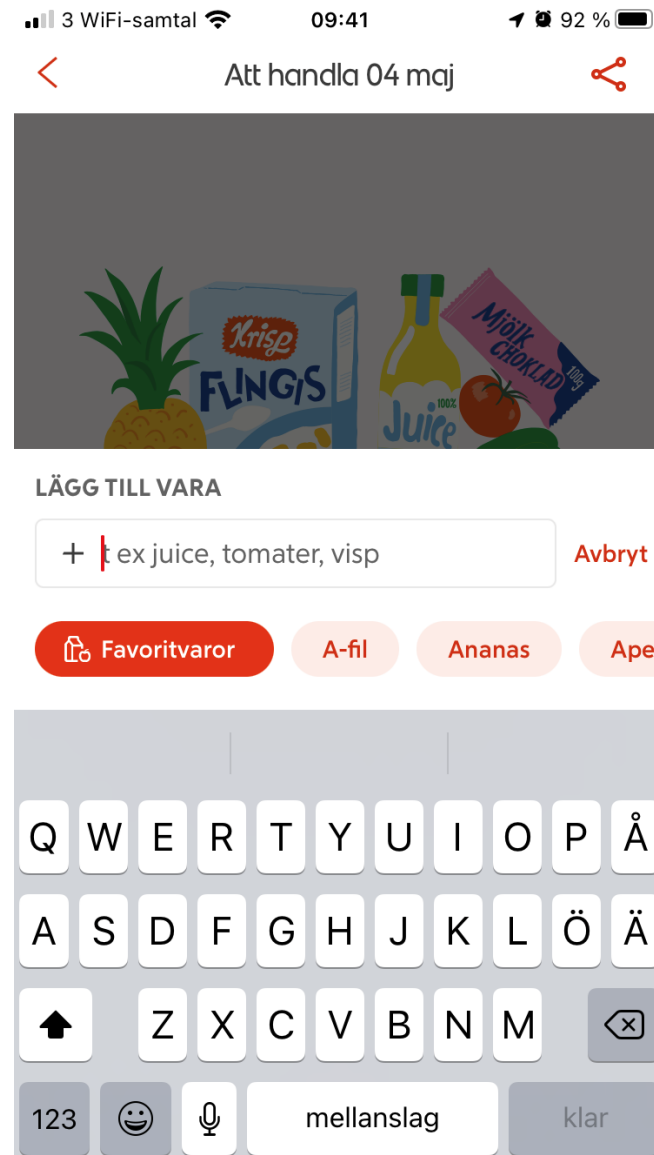 3 WiFi-samtal 09:41 92 %
Att handla 04 maj
Krisp
FLINGIS
100%
Juice
Mjölk
CHOKLAD 100g
LÄGG TILL VARA
+ t ex juice, tomater, visp Avbryt
Favoritvaror A-fil Ananas Ape
Q W E R T Y U I O P Å
A S D F G H J K L Ö Ä
Z X C V B N M
123 mellanslag klar